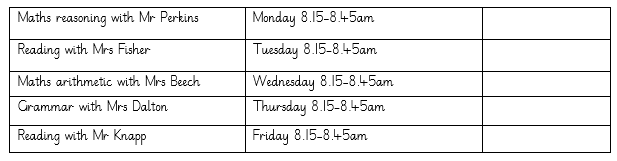 Maths reasoning with Mr Perkins Monday 8.15-8.45am
Reading with Mrs Fisher Tuesday 8.15-8.45am
Maths arithmetic with Mrs Beech Wednesday 8.15-8.45am
Grammar with Mrs Dalton Thursday 8.15-8.45am
Reading with Mr Knapp Friday 8.15-8.45am